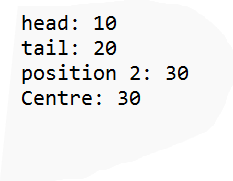 head: 10
tail: 20
position 2: 30
Centre: 30